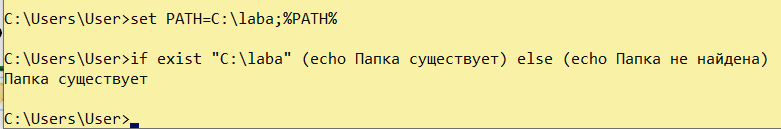 C:\Users\User>set PATH=C:\laba;%PATH%
C:\Users\User>if exist "C:\laba" (echo Папка существует) else (echo Папка не найдена)
Папка существует
C:\Users\User>